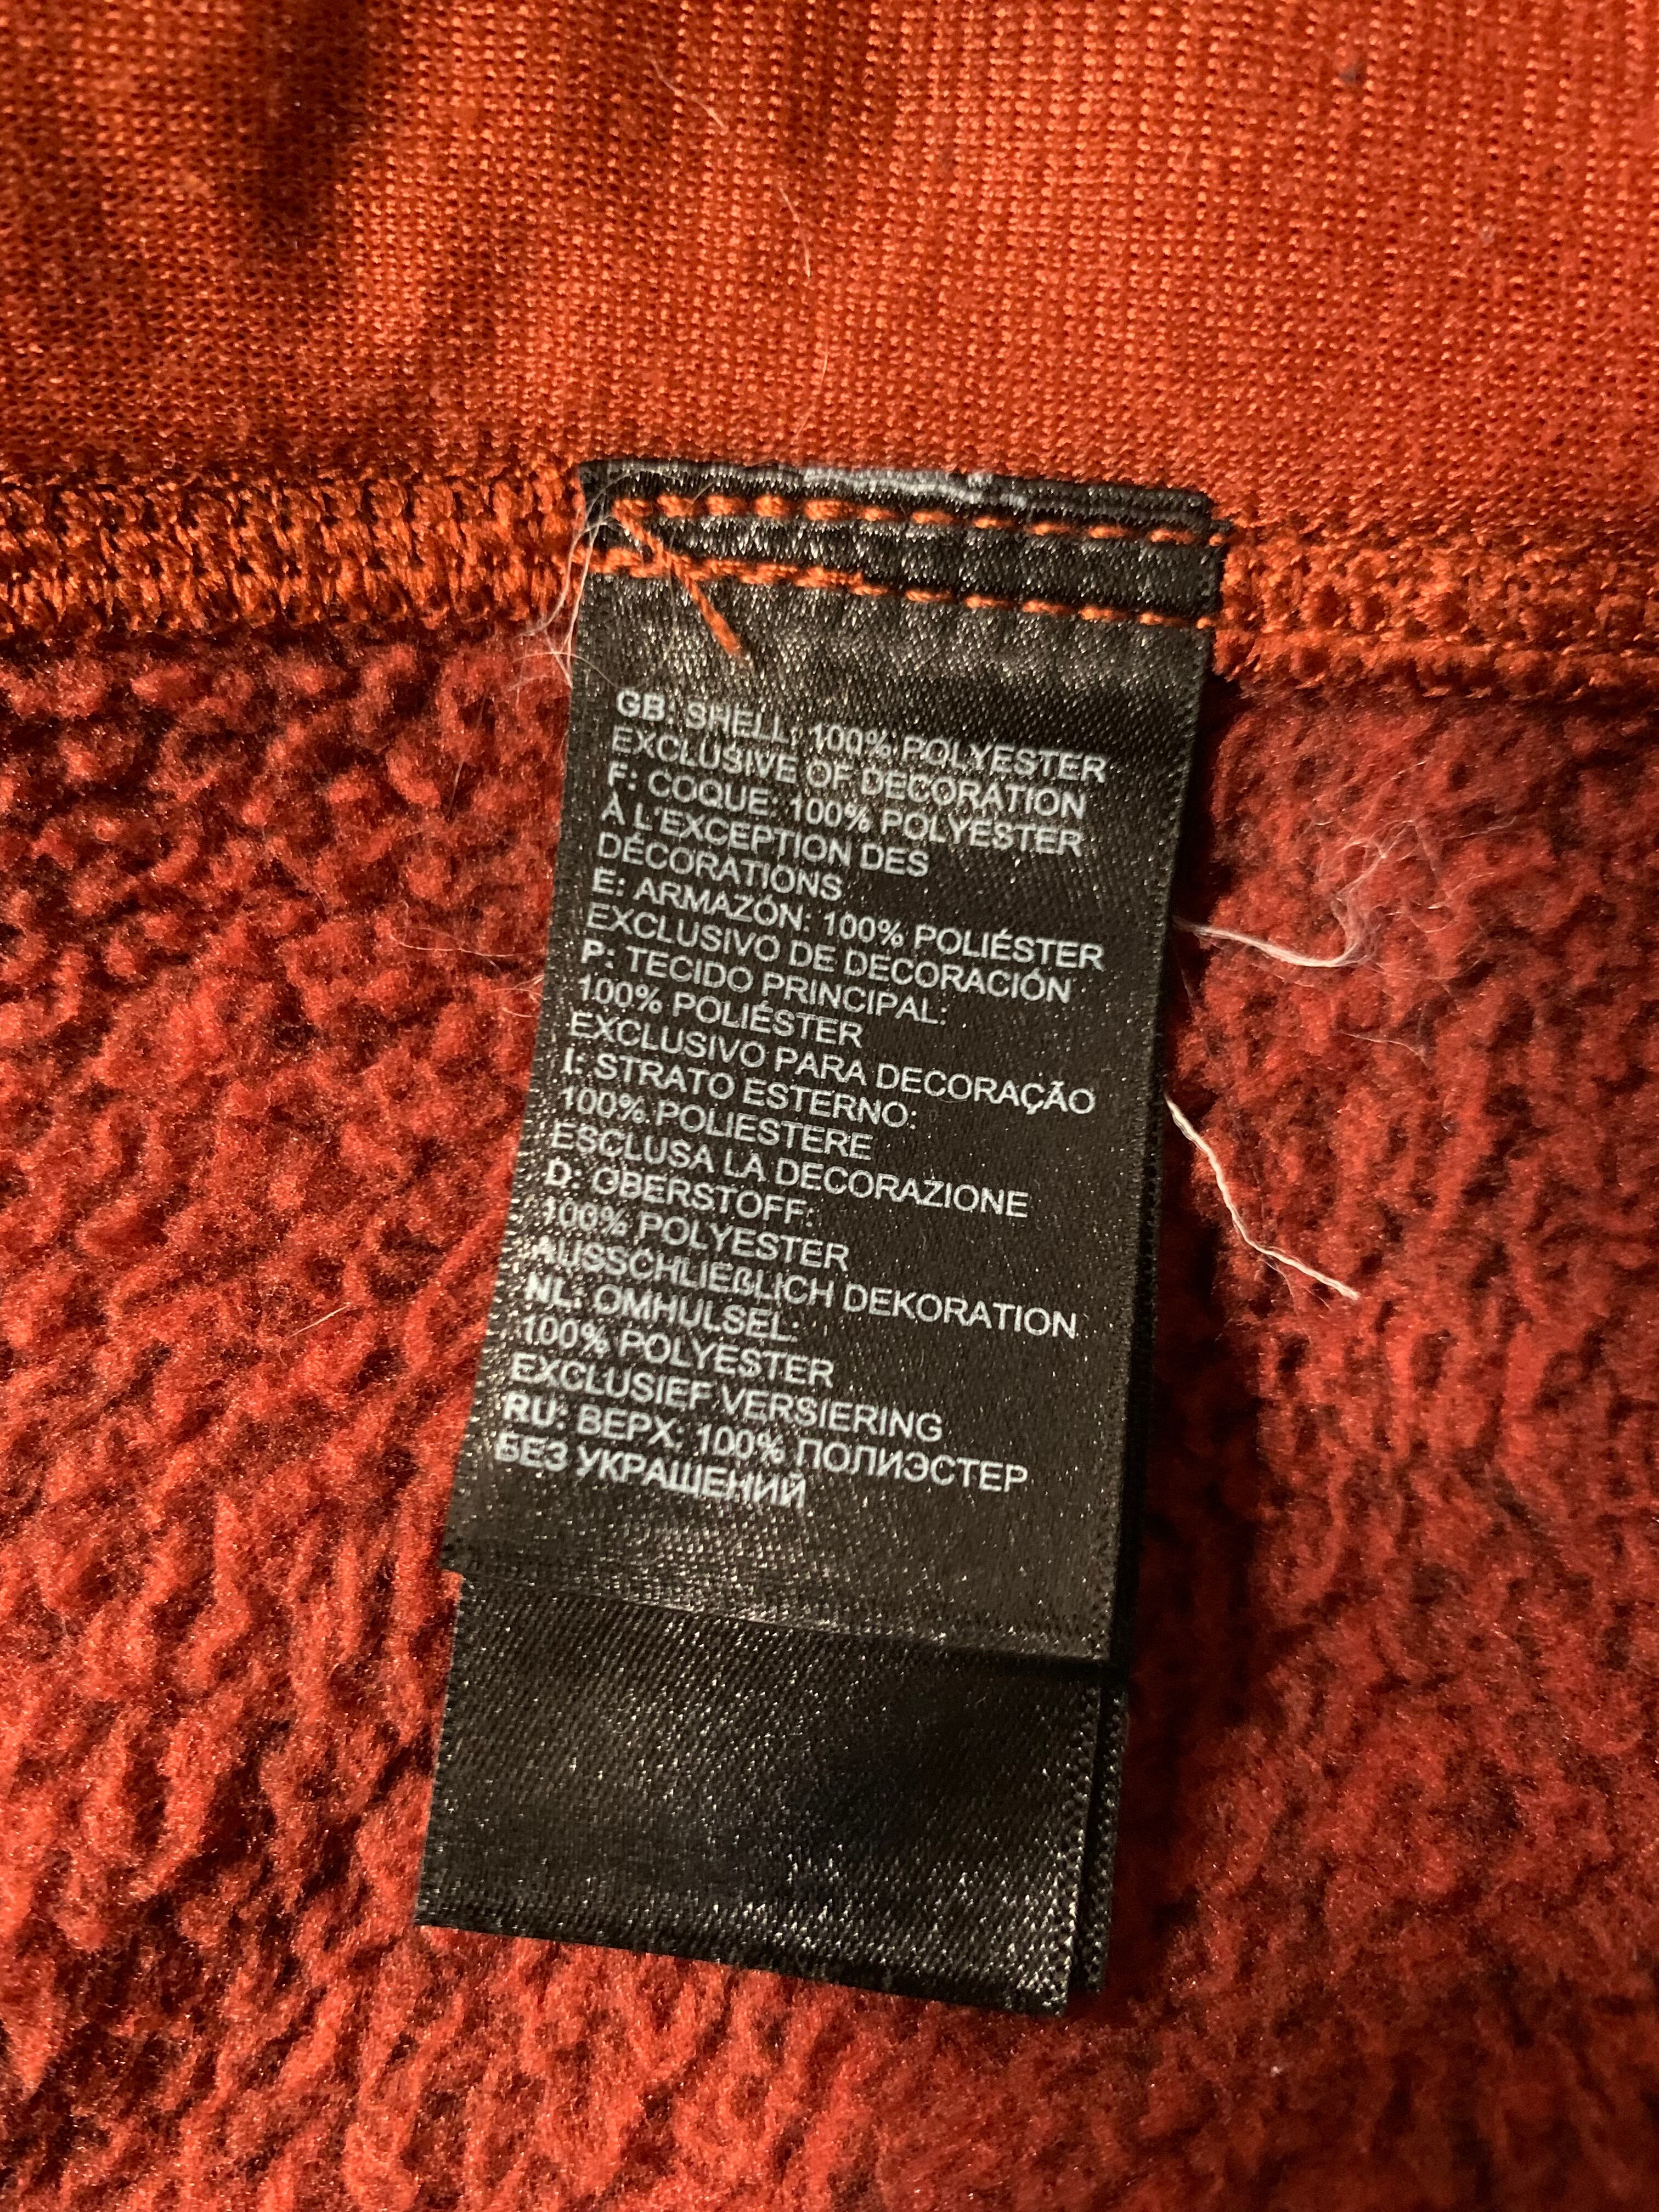 GB: SHELL: 100% POLYESTER
EXCLUSIVE OF DECORATION
F: COQUE: 100% POLYESTER
À L'EXCEPTION DES
DÉCORATIONS
E: ARMAZÓN: 100% POLIÉSTER
EXCLUSIVO DE DECORACIÓN
P: TECIDO PRINCIPAL:
100% POLIÉSTER
EXCLUSIVO PARA DECORAÇÃO
I: STRATO ESTERNO:
100% POLIESTERE
ESCLUSA LA DECORAZIONE
D: OBERSTOFF:
100% POLYESTER
AUSSCHLIEßLICH DEKORATION
NL: OMHULSEL:
100% POLYESTER
EXCLUSIEF VERSIERING
RU: ВЕРХ: 100% ПОЛИЭСТЕР
БЕЗ УКРАШЕНИЙ